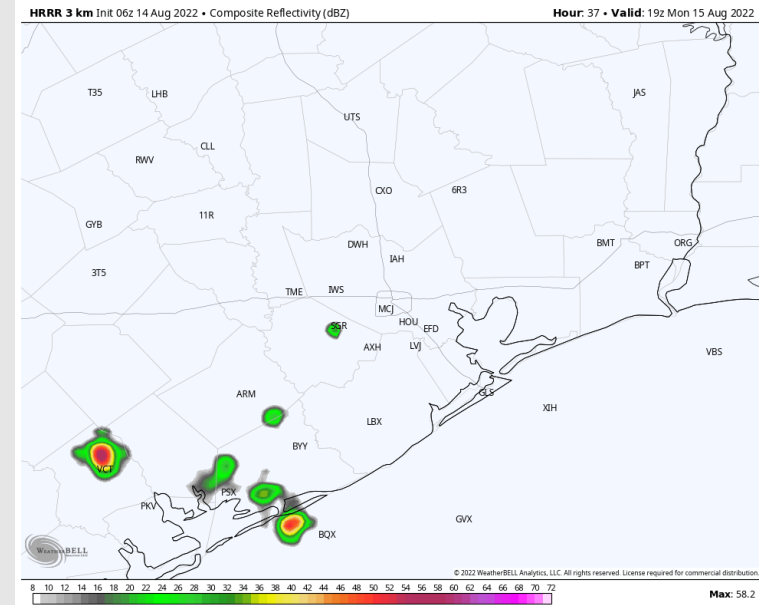 HRRR 3 km Init 06z 14 Aug 2022 • Composite Reflectivity (dBZ) Hour: 37 • Valid: 19z Mon 15 Aug 2022
T35 LHB JAS
UTS
CLL
RWV
CXO 6R3
11R
GYB
DWH BMT ORG
IAH
3T5 BPT
TME IWS
MCJ
SGR HOU EFD
AXH LVJ VBS
ARM GLS
XIH
LBX
BYY
VCT
PSX
PKV
GVX
BQX
WEATHERBELL
© 2022 WeatherBELL Analytics, LLC. All rights reserved. License required for commercial distribution.
8 10 12 14 16 18 20 22 24 26 28 30 32 34 36 38 40 42 44 46 48 50 52 54 56 58 60 62 64 66 68 70 72
Max: 58.2